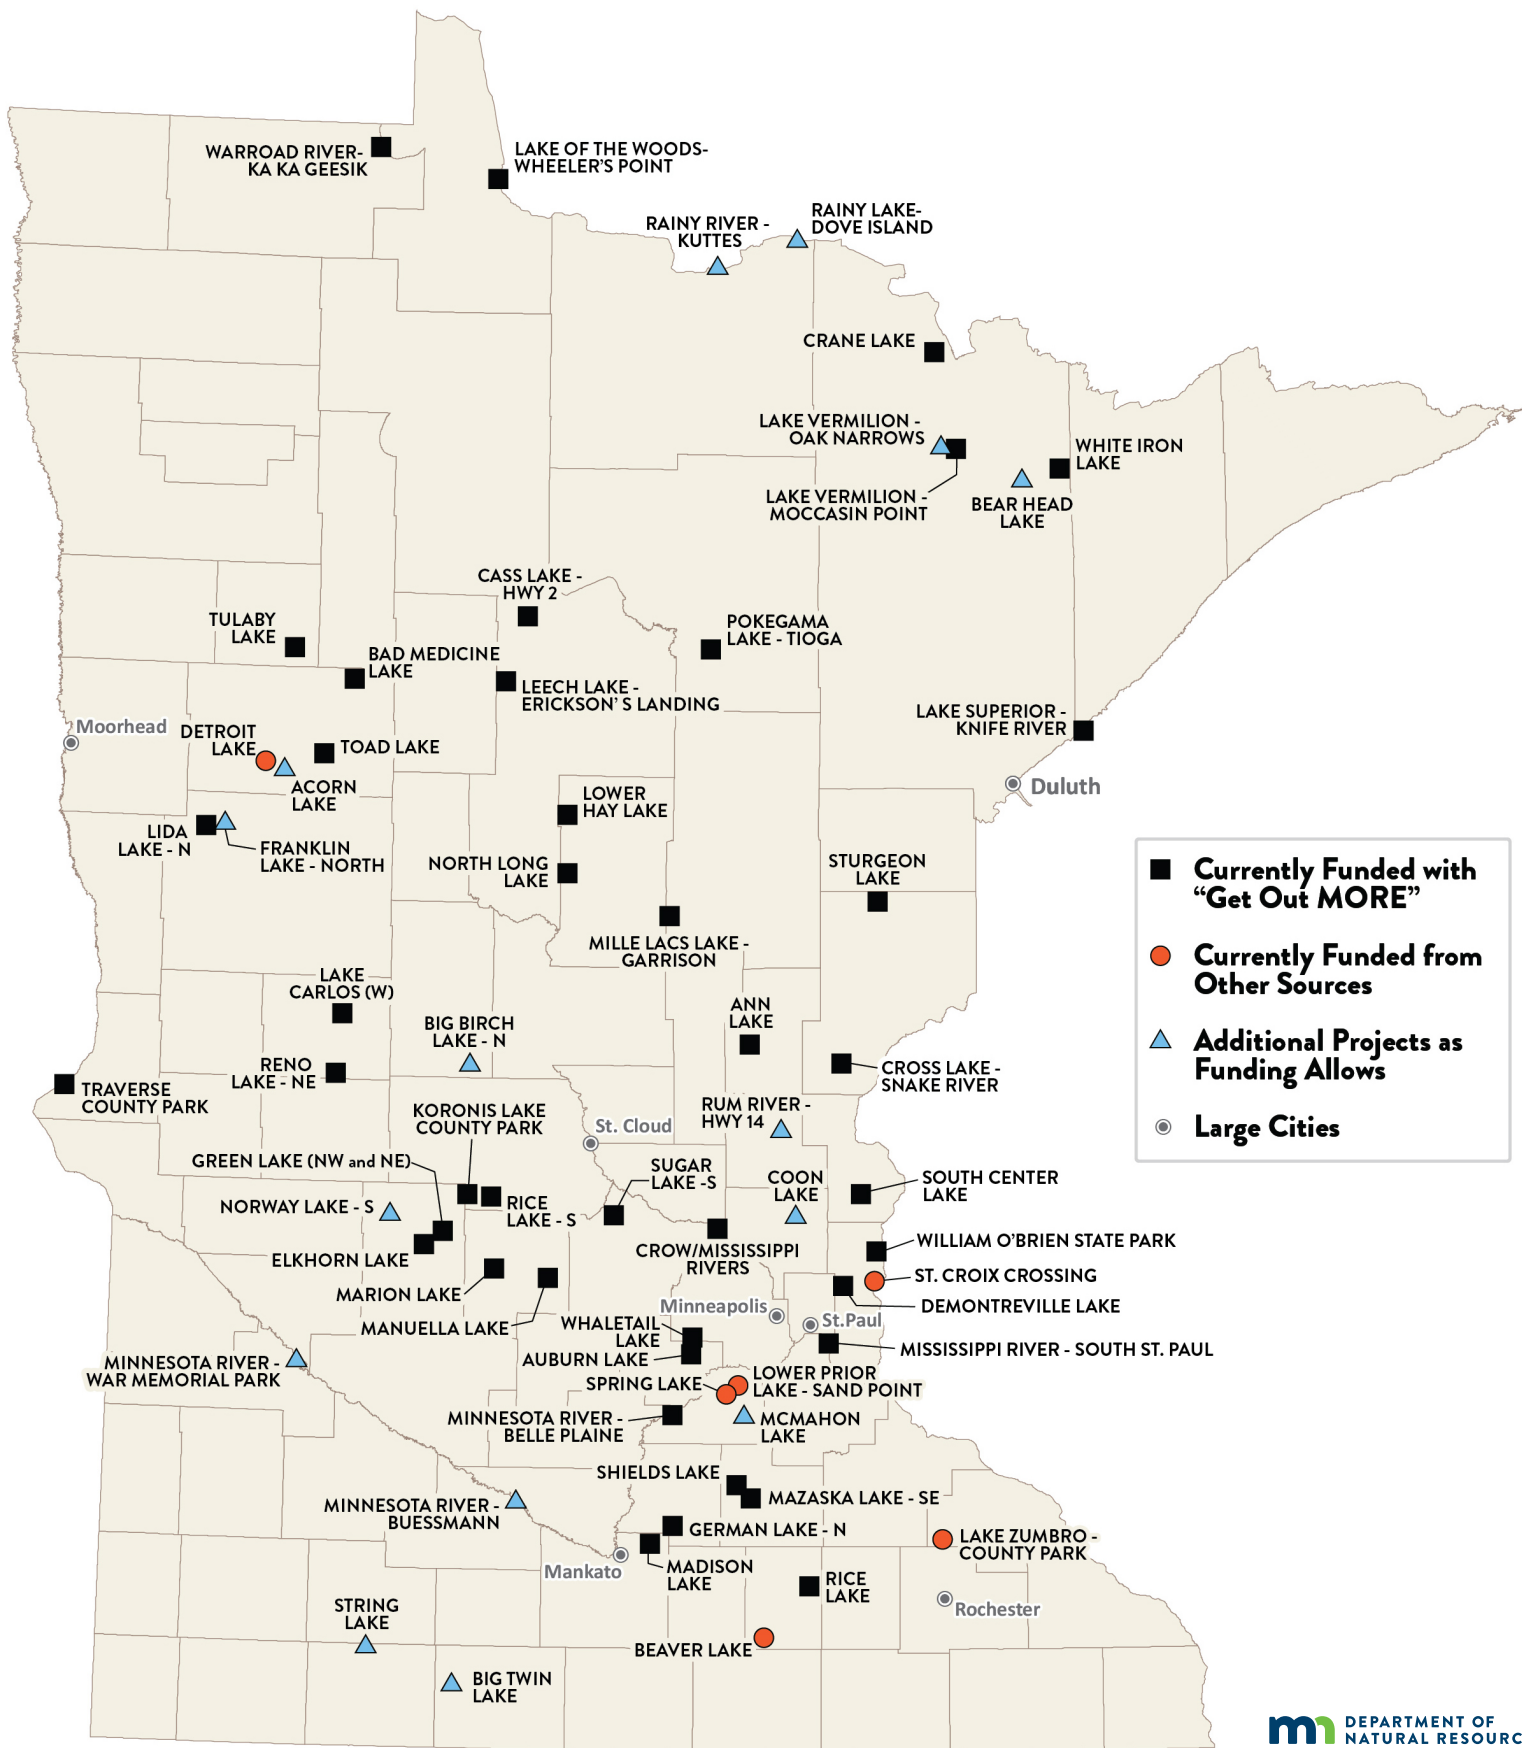 WARROAD RIVER-
KA KA GEESIK
LAKE OF THE WOODS-
WHEELER'S POINT
RAINY RIVER -
KUTTES
RAINY LAKE-
DOVE ISLAND
CRANE LAKE
LAKE VERMILION -
OAK NARROWS
WHITE IRON
LAKE
LAKE VERMILION -
MOCCASIN POINT
BEAR HEAD
LAKE
CASS LAKE -
HWY 2
TULABY
LAKE
POKEGAMA
LAKE - TIOGA
BAD MEDICINE
LAKE
LEECH LAKE -
ERICKSON' S LANDING
LAKE SUPERIOR -
KNIFE RIVER
Moorhead
DETROIT
LAKE
TOAD LAKE
ACORN
LAKE
Duluth
LOWER
HAY LAKE
LIDA
LAKE - N
FRANKLIN
LAKE - NORTH
NORTH LONG
LAKE
STURGEON
LAKE
Currently Funded with
“Get Out MORE”
Currently Funded from
Other Sources
Additional Projects as
Funding Allows
Large Cities
MILLE LACS LAKE -
GARRISON
LAKE
CARLOS (W)
ANN
LAKE
BIG BIRCH
LAKE - N
RENO
LAKE - NE
CROSS LAKE -
SNAKE RIVER
TRAVERSE
COUNTY PARK
KORONIS LAKE
COUNTY PARK
RUM RIVER -
HWY 14
St. Cloud
GREEN LAKE (NW and NE)
SUGAR
LAKE -S
COON
LAKE
SOUTH CENTER
LAKE
NORWAY LAKE - S
RICE
LAKE - S
ELKHORN LAKE
CROW/MISSISSIPPI
RIVERS
WILLIAM O'BRIEN STATE PARK
ST. CROIX CROSSING
MARION LAKE
DEMONTREVILLE LAKE
MANUELLA LAKE
Minneapolis
St.Paul
WHALETAIL
LAKE
MISSISSIPPI RIVER - SOUTH ST. PAUL
AUBURN LAKE
MINNESOTA RIVER -
WAR MEMORIAL PARK
SPRING LAKE
LOWER PRIOR
LAKE - SAND POINT
MINNESOTA RIVER -
BELLE PLAINE
MCMAHON
LAKE
SHIELDS LAKE
MAZASKA LAKE - SE
MINNESOTA RIVER -
BUESSMANN
GERMAN LAKE - N
LAKE ZUMBRO -
COUNTY PARK
Mankato
MADISON
LAKE
RICE
LAKE
Rochester
STRING
LAKE
BEAVER LAKE
BIG TWIN
LAKE
mn DEPARTMENT OF
NATURAL RESOURC